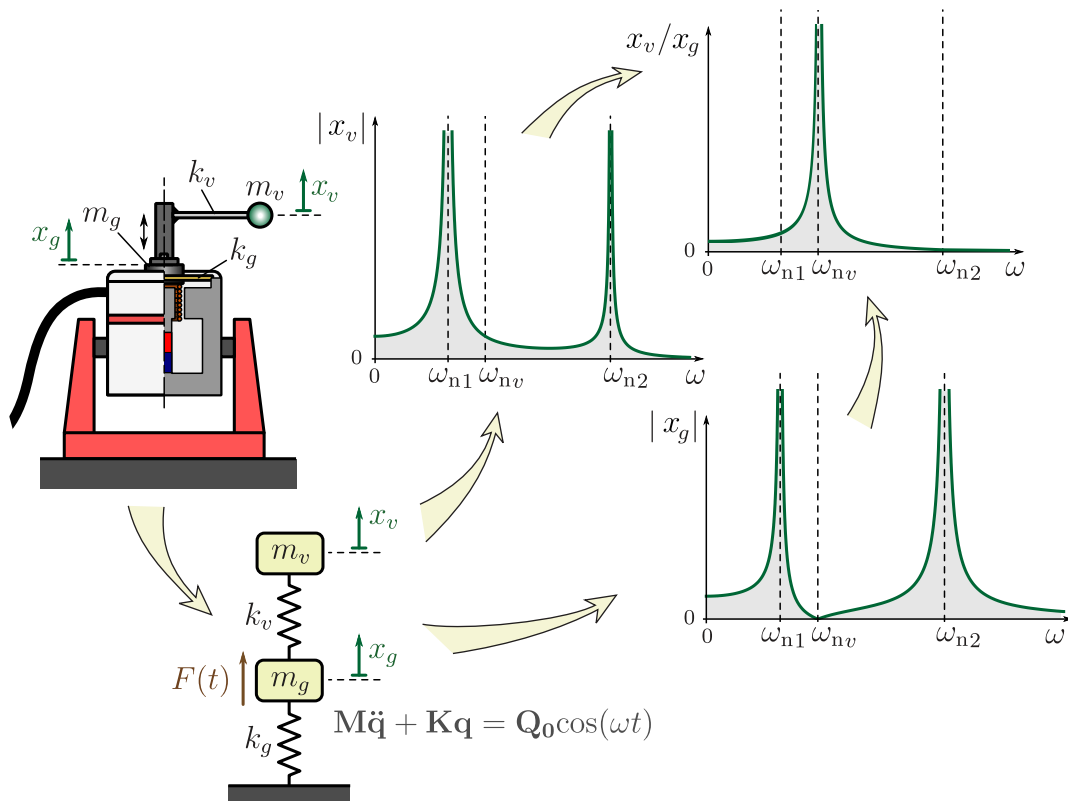 x_v/x_g
0
0
ω_n1
ω_nv
ω_n2
ω
|x_v|
0
0
ω_n1
ω_nv
ω_n2
ω
k_v
m_v
x_v
m_g
x_g
k_g
|x_g|
0
0
ω_n1
ω_nv
ω_n2
ω
x_v
m_v
k_v
x_g
F(t)
m_g
k_g
Mq̈ + Kq = Q₀cos(ωt)